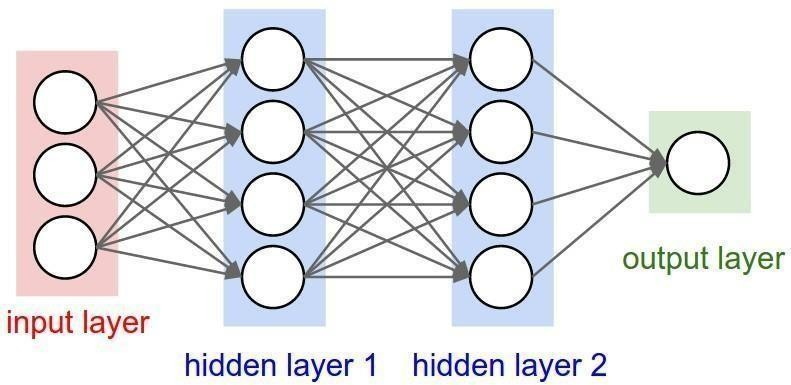 input layer
hidden layer 1
hidden layer 2
output layer